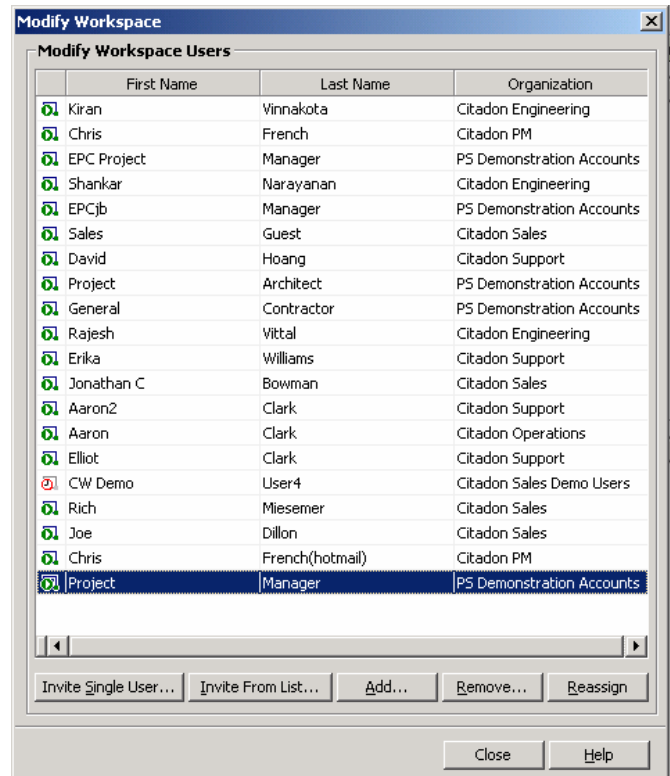 Modify Workspace
Modify Workspace Users
First Name Last Name Organization
Kiran Vinnakota Citadon Engineering
Chris French Citadon PM
EPC Project Manager PS Demonstration Accounts
Shankar Narayanan Citadon Engineering
EPCjb Manager PS Demonstration Accounts
Sales Guest Citadon Sales
David Hoang Citadon Support
Project Architect PS Demonstration Accounts
General Contractor PS Demonstration Accounts
Rajesh Vittal Citadon Engineering
Erika Williams Citadon Support
Jonathan C Bowman Citadon Sales
Aaron2 Clark Citadon Support
Aaron Clark Citadon Operations
Elliot Clark Citadon Support
CW Demo User4 Citadon Sales Demo Users
Rich Miesemer Citadon Sales
Joe Dillon Citadon Sales
Chris French(hotmail) Citadon PM
Project Manager PS Demonstration Accounts
Invite Single User... Invite From List... Add... Remove... Reassign
Close Help